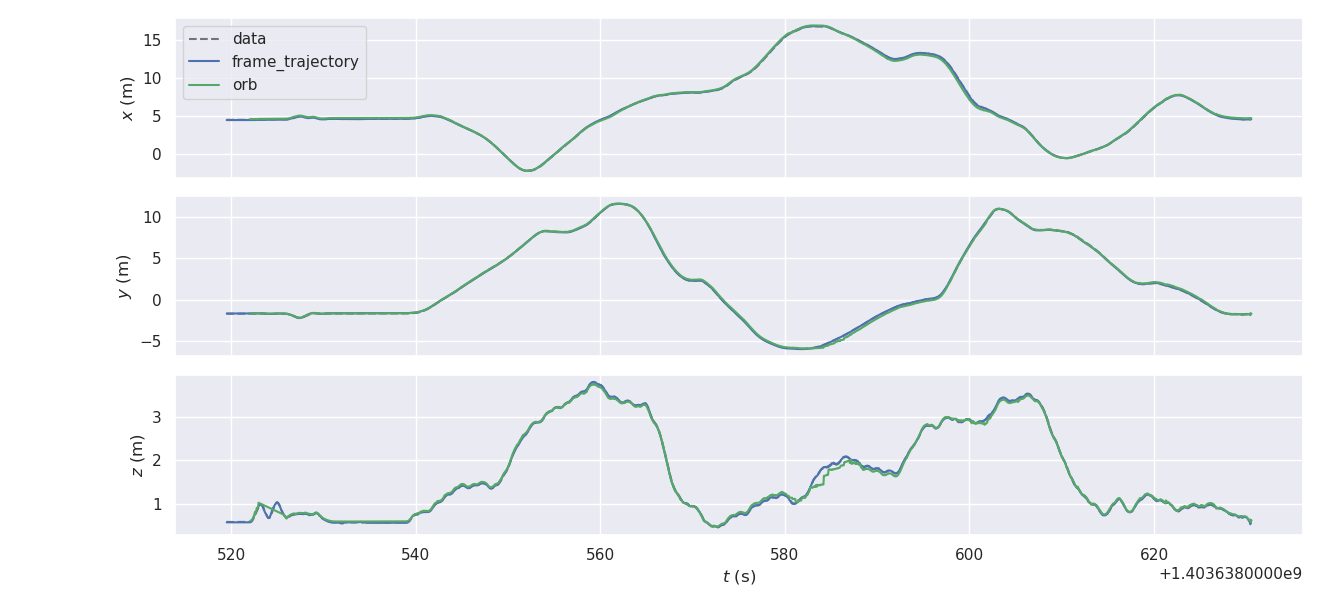 data
frame_trajectory
orb
15
10
5
0
x (m)
10
5
0
−5
y (m)
3
2
1
z (m)
520 540 560 580 600 620
t (s)
+1.4036380000e9